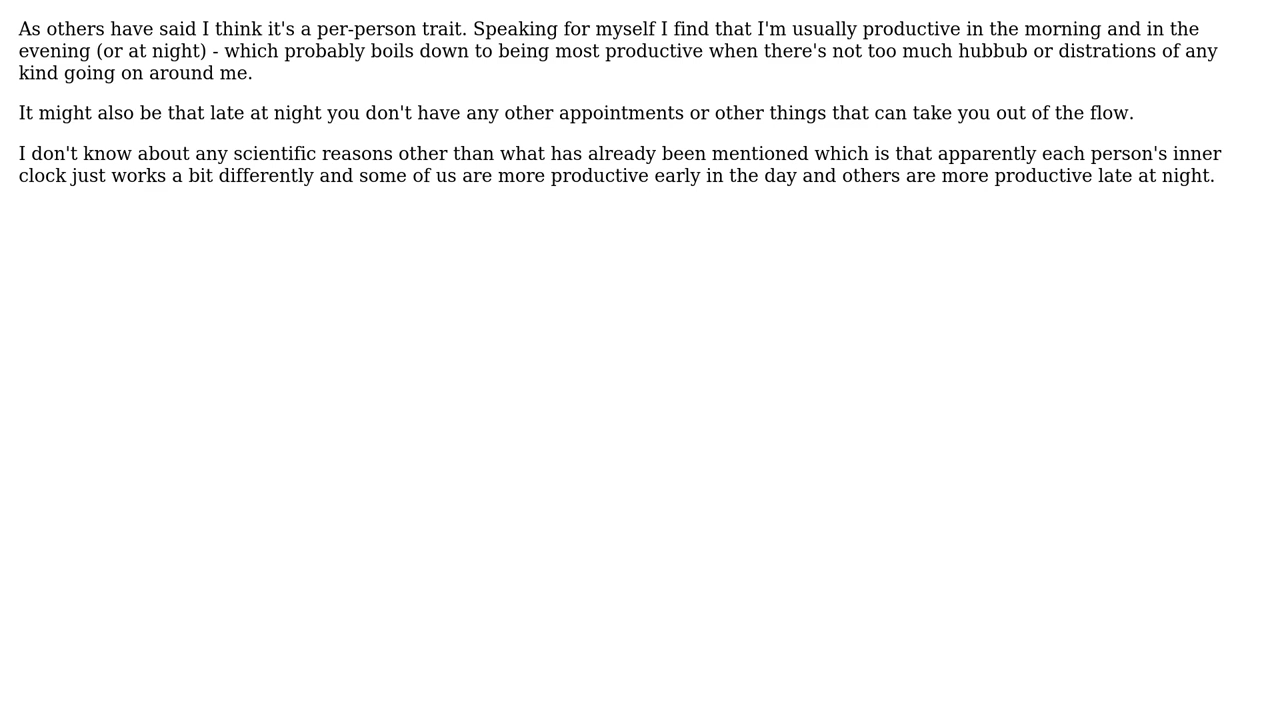 As others have said I think it's a per-person trait. Speaking for myself I find that I'm usually productive in the morning and in the
evening (or at night) - which probably boils down to being most productive when there's not too much hubbub or distrations of any
kind going on around me.
It might also be that late at night you don't have any other appointments or other things that can take you out of the flow.
I don't know about any scientific reasons other than what has already been mentioned which is that apparently each person's inner
clock just works a bit differently and some of us are more productive early in the day and others are more productive late at night.